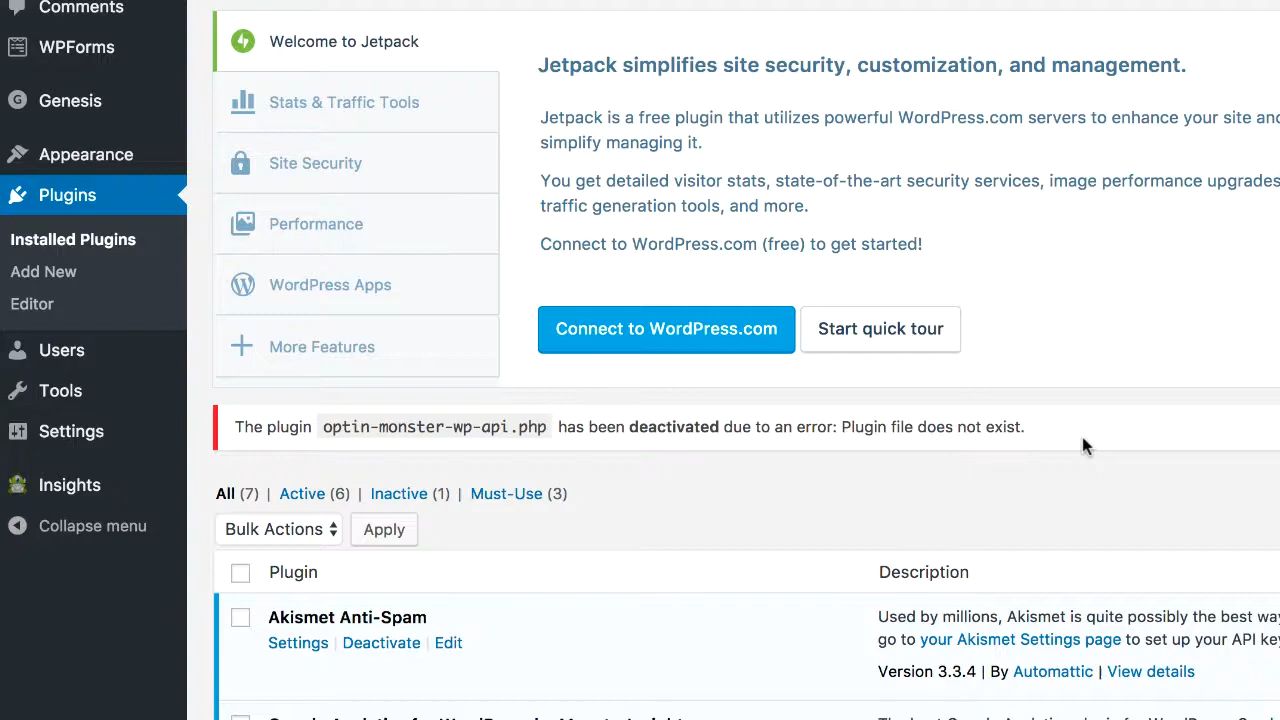 Comments
WPForms
Genesis
Appearance
Plugins
Installed Plugins
Add New
Editor
Users
Tools
Settings
Insights
Collapse menu
Welcome to Jetpack
Stats & Traffic Tools
Site Security
Performance
WordPress Apps
More Features
Jetpack simplifies site security, customization, and management.
Jetpack is a free plugin that utilizes powerful WordPress.com servers to enhance your site and
simplify managing it.
You get detailed visitor stats, state-of-the-art security services, image performance upgrades
traffic generation tools, and more.
Connect to WordPress.com (free) to get started!
Connect to WordPress.com Start quick tour
The plugin optin-monster-wp-api.php has been deactivated due to an error: Plugin file does not exist.
All (7) | Active (6) | Inactive (1) | Must-Use (3)
Bulk Actions Apply
Plugin Description
Akismet Anti-Spam
Settings | Deactivate | Edit
Used by millions, Akismet is quite possibly the best way
go to your Akismet Settings page to set up your API key
Version 3.3.4 | By Automattic | View details